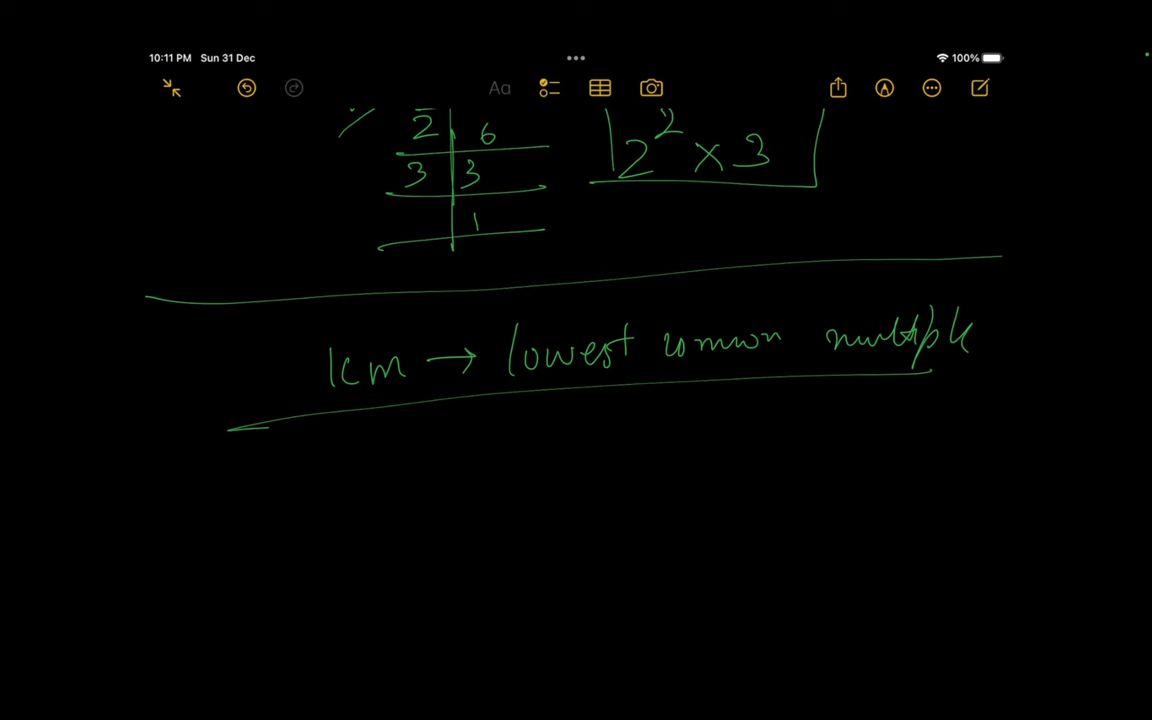 10:11 PM Sun 31 Dec 100%
Aa
2 6
2² × 3
3 3
1
lcm → lowest common multiple